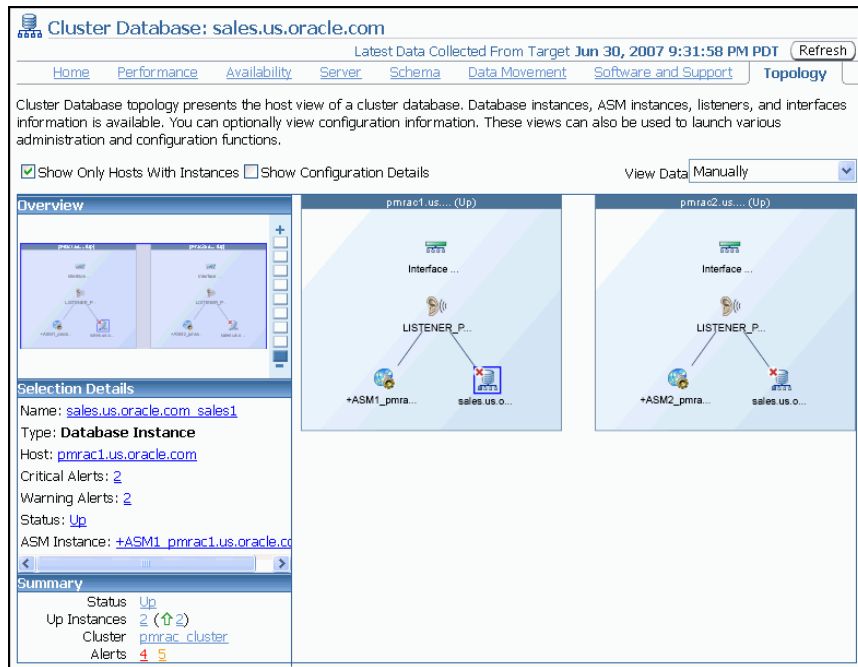 Cluster Database: sales.us.oracle.com
Latest Data Collected From Target Jun 30, 2007 9:31:58 PM PDT Refresh
Home Performance Availability Server Schema Data Movement Software and Support Topology
Cluster Database topology presents the host view of a cluster database. Database instances, ASM instances, listeners, and interfaces
information is available. You can optionally view configuration information. These views can also be used to launch various
administration and configuration functions.
Show Only Hosts With Instances Show Configuration Details View Data Manually
Overview
Selection Details
Name: sales.us.oracle.com_sales1
Type: Database Instance
Host: pmrac1.us.oracle.com
Critical Alerts: 2
Warning Alerts: 2
Status: Up
ASM Instance: +ASM1_pmrac1.us.oracle.co
Summary
Status Up
Up Instances 2 (2)
Cluster pmrac_cluster
Alerts 4 5
pmrac1.us.... (Up)
Interface ...
LISTENER_P...
+ASM1_pmra...
sales.us.o...
pmrac2.us.... (Up)
Interface ...
LISTENER_P...
+ASM2_pmra...
sales.us.o...